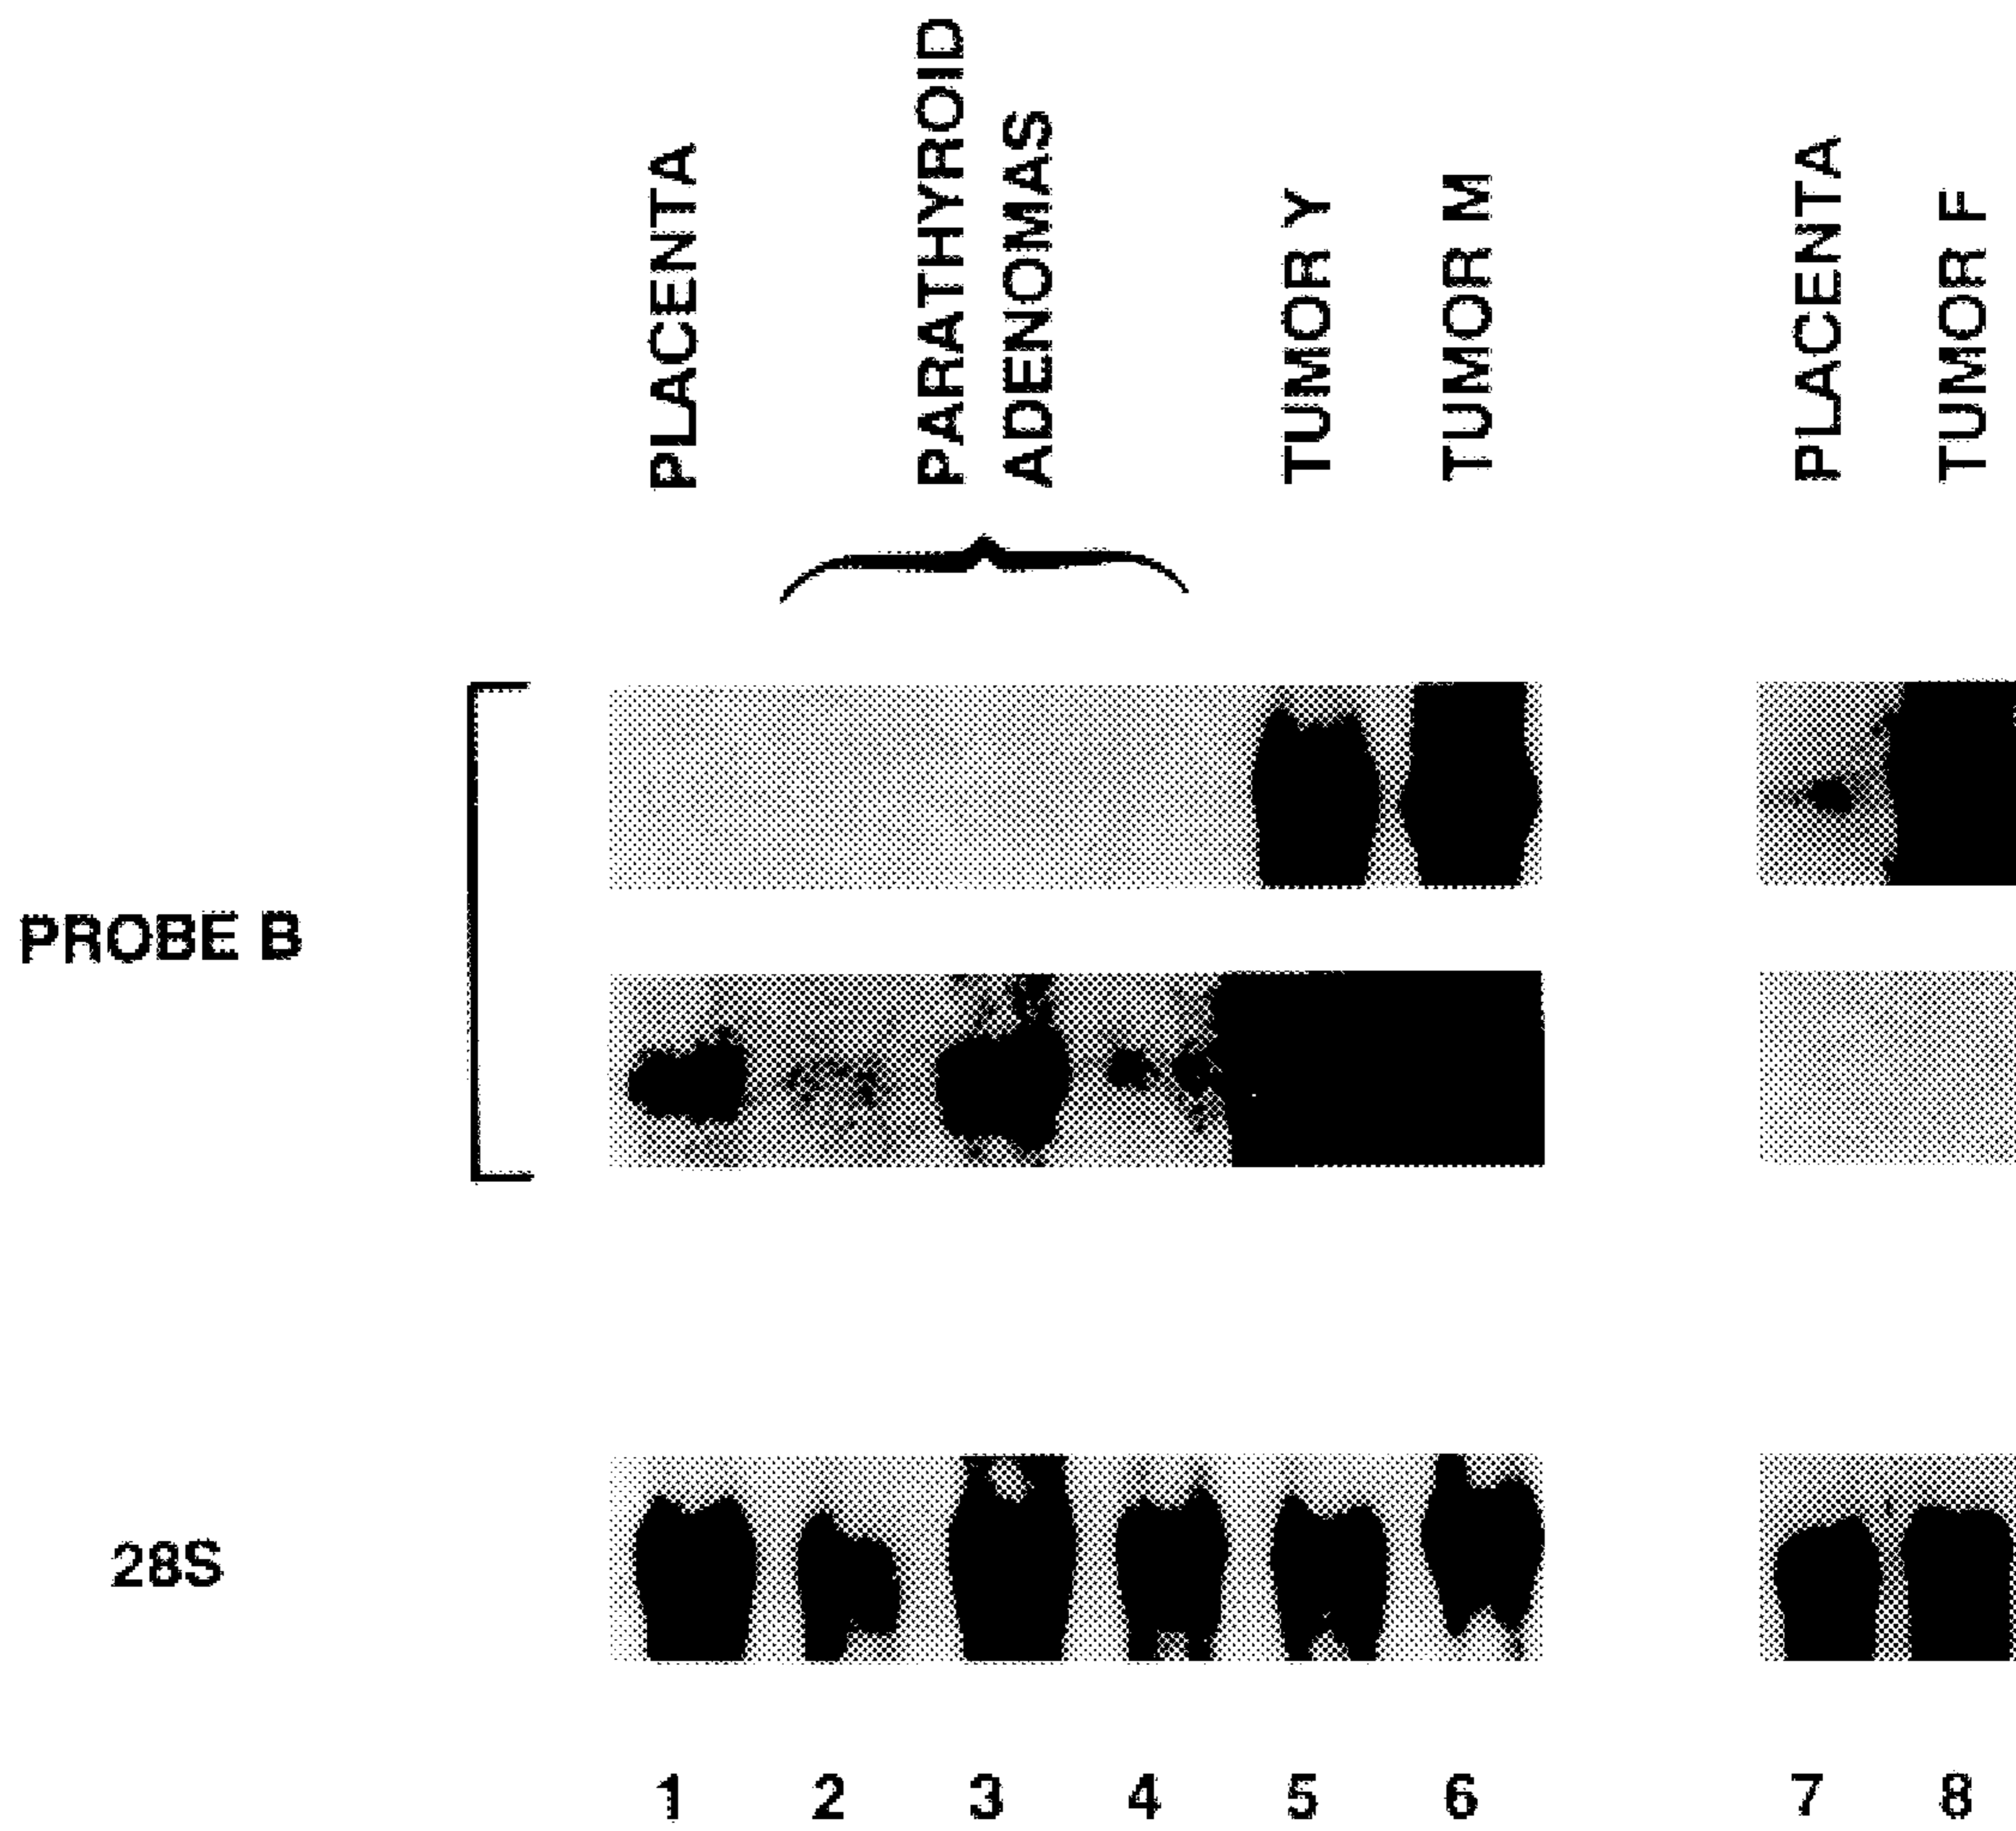 PLACENTA
PARATHYROID
ADENOMAS
TUMOR Y
TUMOR M
PLACENTA
TUMOR F
PROBE B
28S
1 2 3 4 5 6 7 8